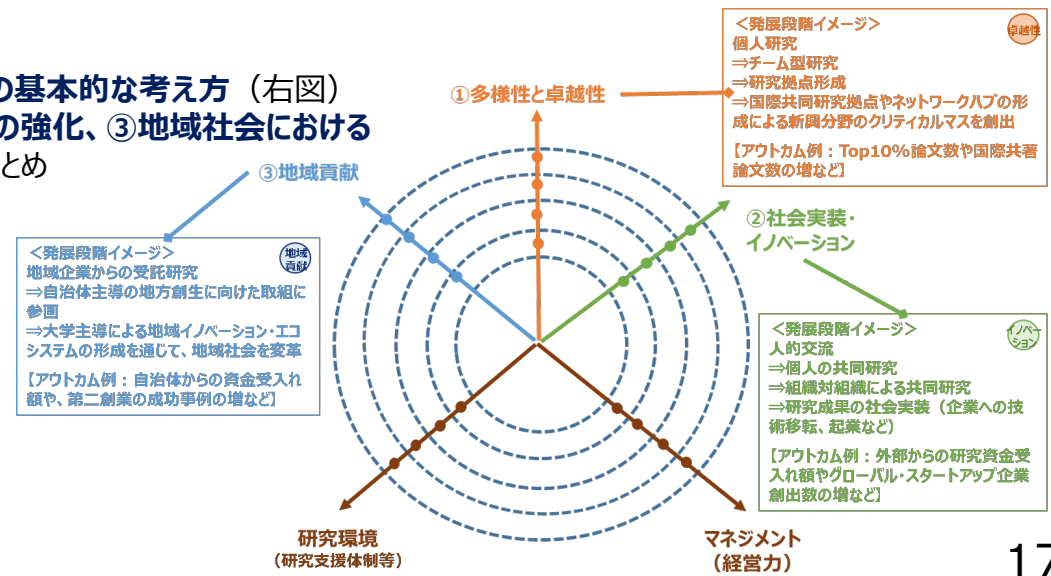 の基本的な考え方（右図）
の強化、③地域社会における
とめ
①多様性と卓越性
＜発展段階イメージ＞
卓越性
個人研究
⇒チーム型研究
⇒研究拠点形成
⇒国際共同研究拠点やネットワークハブの形
成による新興分野のクリティカルマスを創出
【アウトカム例：Top10%論文数や国際共著
論文数の増など】
③地域貢献
＜発展段階イメージ＞
地域
貢献
地域企業からの受託研究
⇒自治体主導の地方創生に向けた取組に
参画
⇒大学主導による地域イノベーション・エコ
システムの形成を通じて、地域社会を変革
【アウトカム例：自治体からの資金受入れ
額や、第二創業の成功事例の増など】
②社会実装・
イノベーション
＜発展段階イメージ＞
イノベー
ション
人的交流
⇒個人の共同研究
⇒組織対組織による共同研究
⇒研究成果の社会実装（企業への技
術移転、起業など）
【アウトカム例：外部からの研究資金受
入れ額やグローバル・スタートアップ企業
創出数の増など】
研究環境
（研究支援体制等）
マネジメント
（経営力）
17